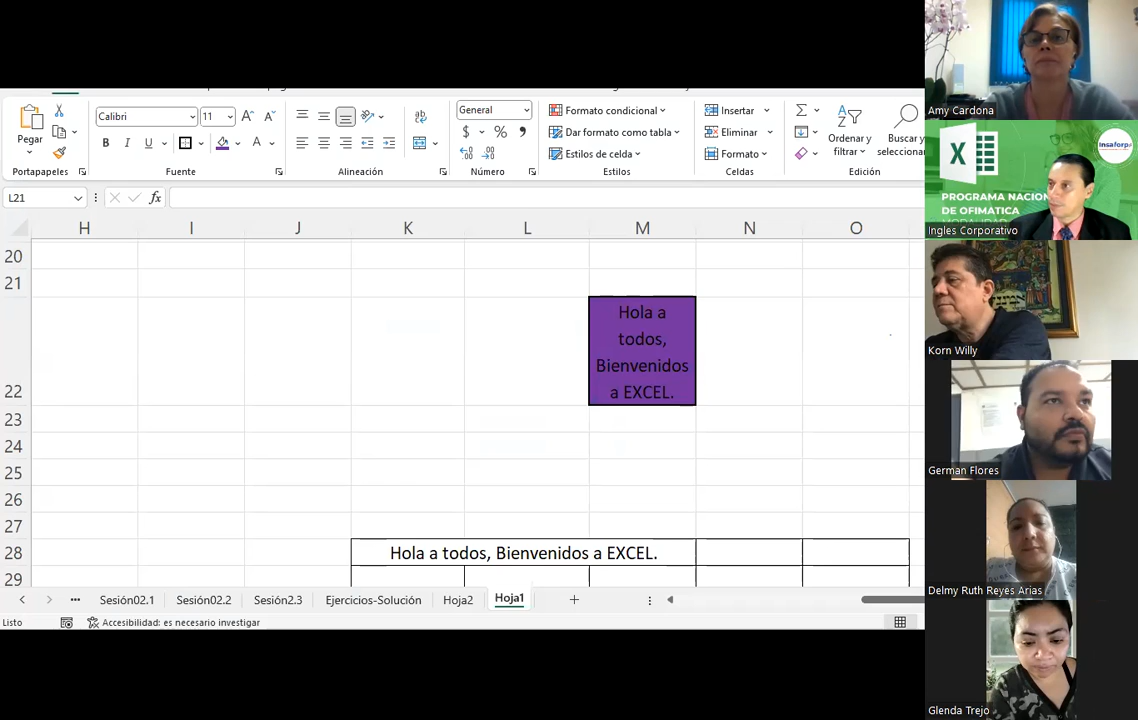 Calibri
11
General
Formato condicional
Insertar
Pegar
Dar formato como tabla
Eliminar
Ordenar y
filtrar
Buscar y
seleccionar
N K S
$ % 000
Estilos de celda
Formato
Portapapeles
Fuente
Alineación
Número
Estilos
Celdas
Edición
L21
fx
H I J K L M N O
20
21
22
23
24
25
26
27
28
29
Hola a
todos,
Bienvenidos
a EXCEL.
Hola a todos, Bienvenidos a EXCEL.
Sesión02.1
Sesión02.2
Sesión2.3
Ejercicios-Solución
Hoja2
Hoja1
Listo
Accesibilidad: es necesario investigar
Amy Cardona
X
Insaforp
PROGRAMA NACION
DE OFIMATICA
Ingles Corporativo
Korn Willy
German Flores
Delmy Ruth Reyes Arias
Glenda Trejo